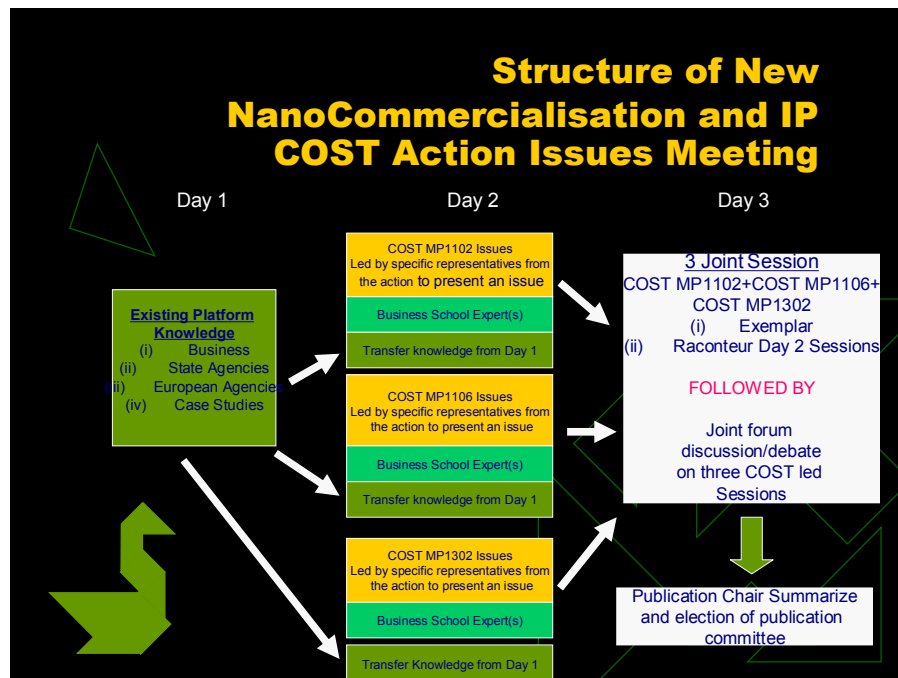 Structure of New
NanoCommercialisation and IP
COST Action Issues Meeting
Day 1
Day 2
Day 3
Existing Platform
Knowledge
(i) Business
(ii) State Agencies
(iii) European Agencies
(iv) Case Studies
COST MP1102 Issues
Led by specific representatives from
the action to present an issue
Business School Expert(s)
Transfer knowledge from Day 1
COST MP1106 Issues
Led by specific representatives from
the action to present an issue
Business School Expert(s)
Transfer knowledge from Day 1
COST MP1302 Issues
Led by specific representatives from
the action to present an issue
Business School Expert(s)
Transfer Knowledge from Day 1
3 Joint Session
COST MP1102+COST MP1106+
COST MP1302
(i) Exemplar
(ii) Raconteur Day 2 Sessions
FOLLOWED BY
Joint forum
discussion/debate
on three COST led
Sessions
Publication Chair Summarize
and election of publication
committee